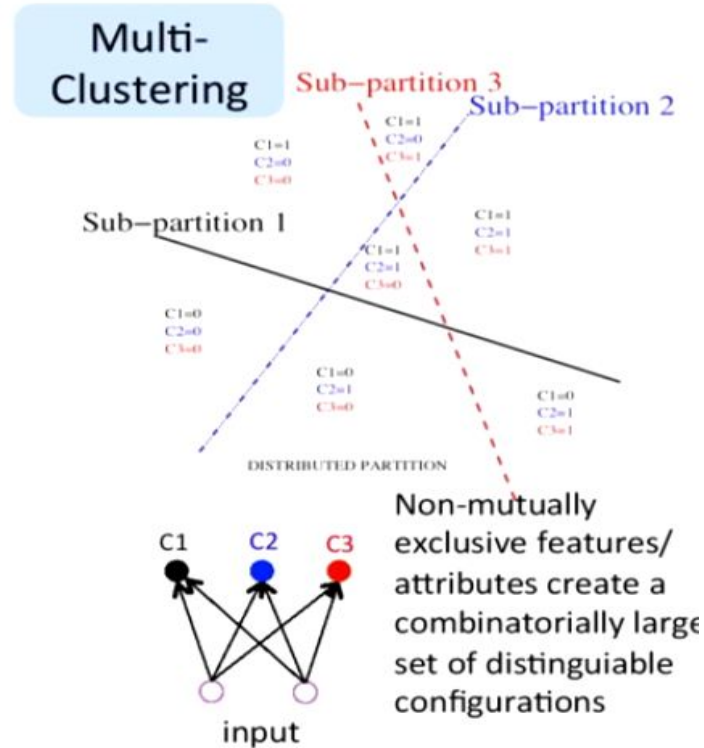 Multi-
Clustering
Sub-partition 3
Sub-partition 2
C1=1
C2=0
C3=1
C1=1
C2=0
C3=0
Sub-partition 1
C1=1
C2=1
C3=1
C1=1
C2=1
C3=0
C1=0
C2=0
C3=0
C1=0
C2=1
C3=0
C1=0
C2=1
C3=1
DISTRIBUTED PARTITION
C1 C2 C3
input
Non-mutually
exclusive features/
attributes create a
combinatorially large
set of distinguiable
configurations